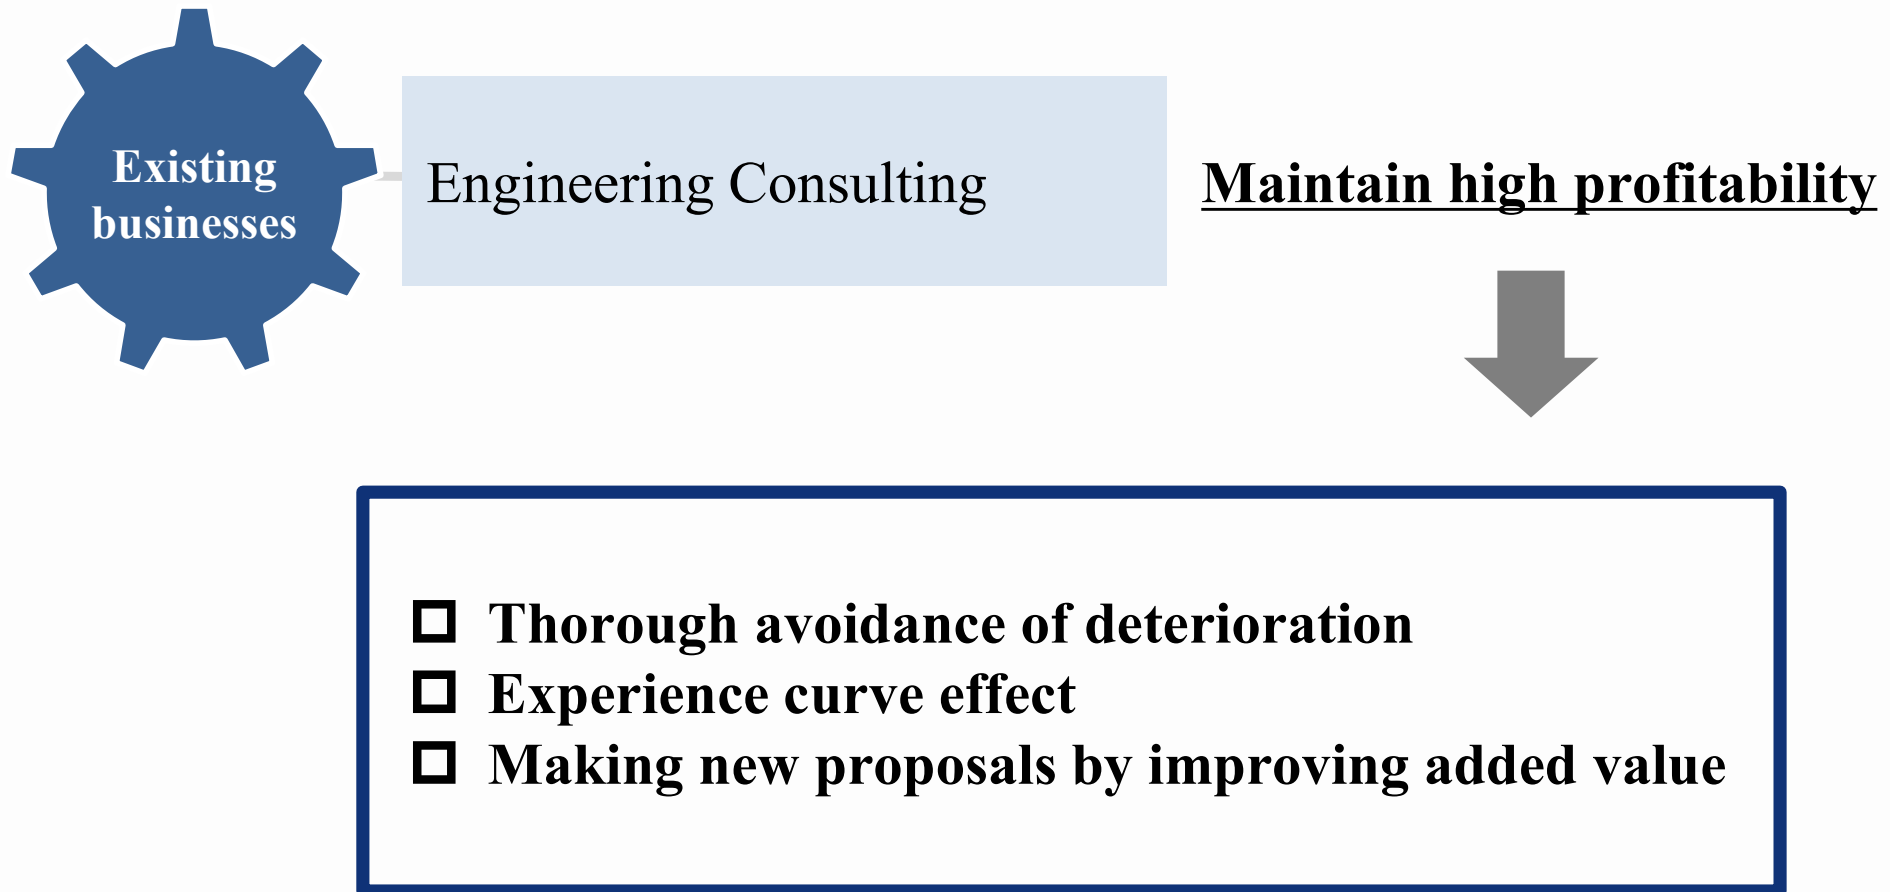 Existing
businesses
Engineering Consulting
Maintain high profitability
Thorough avoidance of deterioration
Experience curve effect
Making new proposals by improving added value